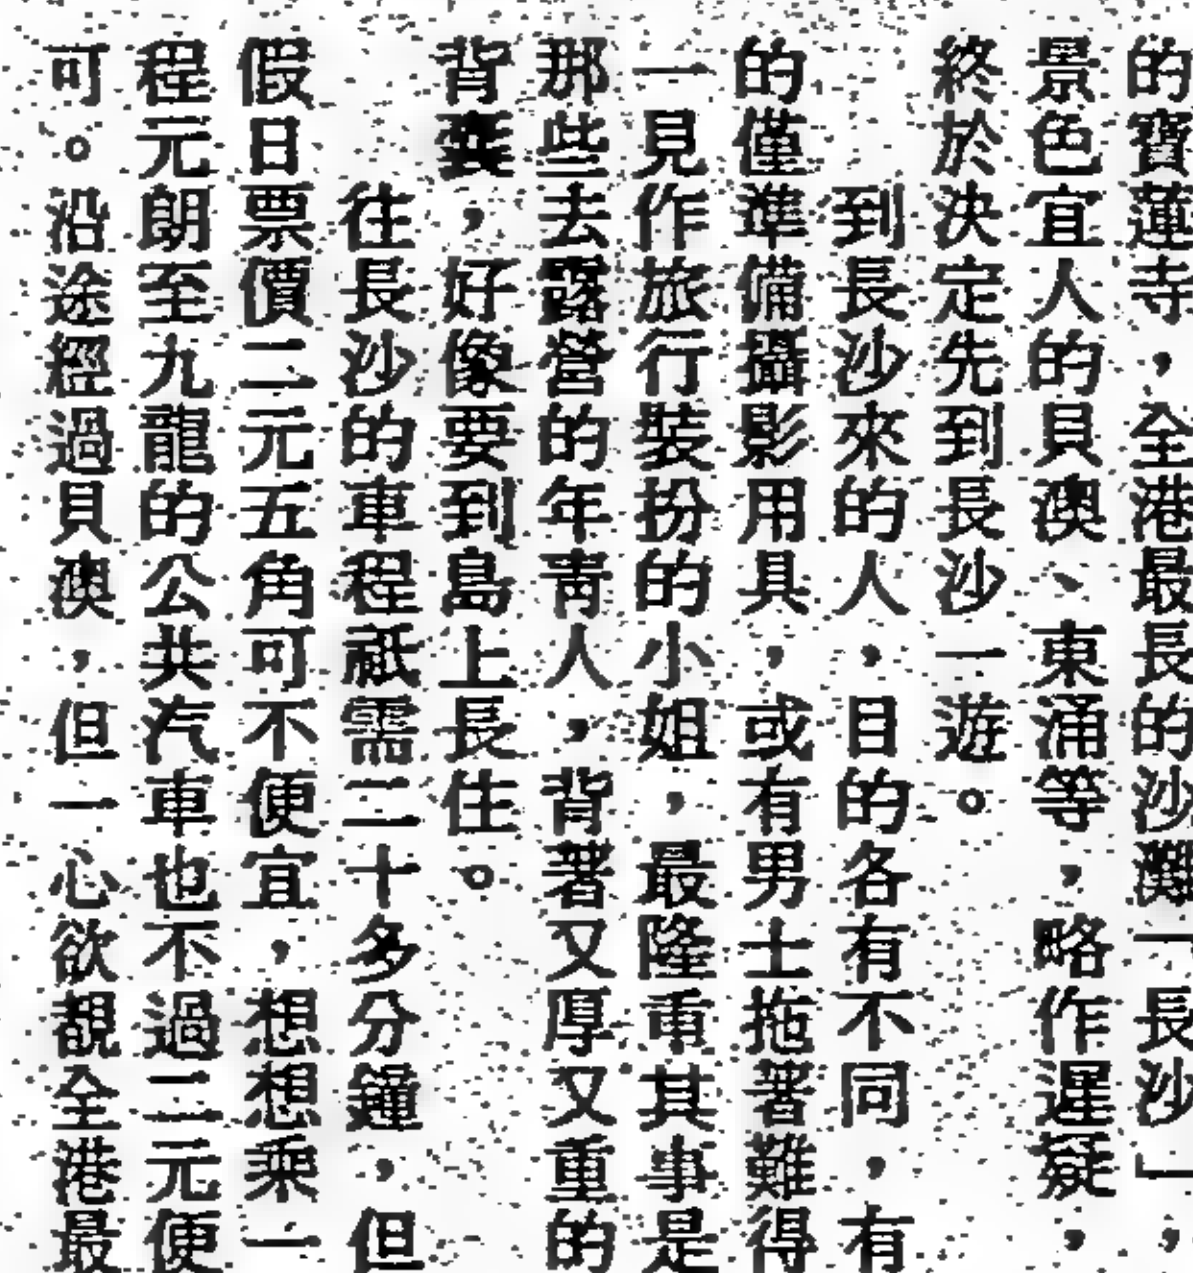 的寶蓮寺，全港最長的沙灘「長沙」，
景色宜人的貝澳、東涌等，略作遲疑，
終於決定先到長沙一遊。
到長沙來的人，目的各有不同，有
的僅準備攝影用具，或有男士拖著難得
一見作旅行裝扮的小姐，最隆重其事是
那些去露營的年靑人，背著又厚又重的
背囊，好像要到島上長住。
往長沙的車程祗需二十多分鐘，但
假日票價二元五角可不便宜，想想乘一
程元朗至九龍的公共汽車也不過二元便
可。沿途經過貝澳，但一心欲覩全港最